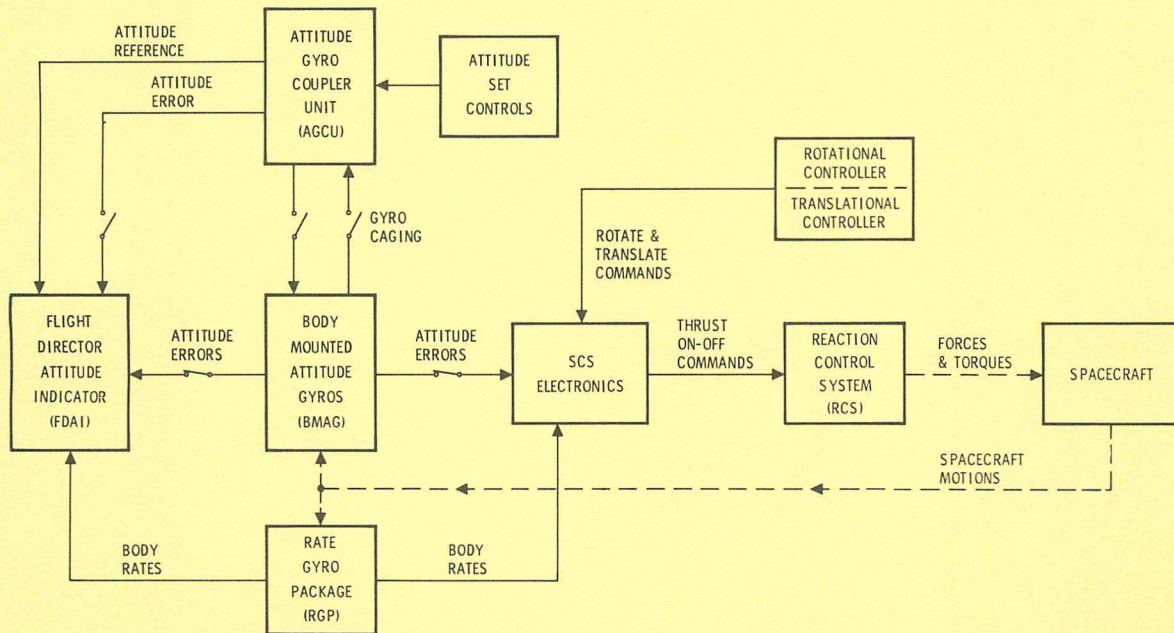 ATTITUDE
REFERENCE
ATTITUDE
ERROR
ATTITUDE
GYRO
COUPLER
UNIT
(AGCU)
ATTITUDE
SET
CONTROLS
ROTATIONAL
CONTROLLER
TRANSLATIONAL
CONTROLLER
GYRO
CAGING
ROTATE &
TRANSLATE
COMMANDS
FLIGHT
DIRECTOR
ATTITUDE
INDICATOR
(FDAI)
ATTITUDE
ERRORS
BODY
MOUNTED
ATTITUDE
GYROS
(BMAG)
ATTITUDE
ERRORS
SCS
ELECTRONICS
THRUST
ON-OFF
COMMANDS
REACTION
CONTROL
SYSTEM
(RCS)
FORCES
& TORQUES
SPACECRAFT
SPACECRAFT
MOTIONS
BODY
RATES
RATE
GYRO
PACKAGE
(RGP)
BODY
RATES